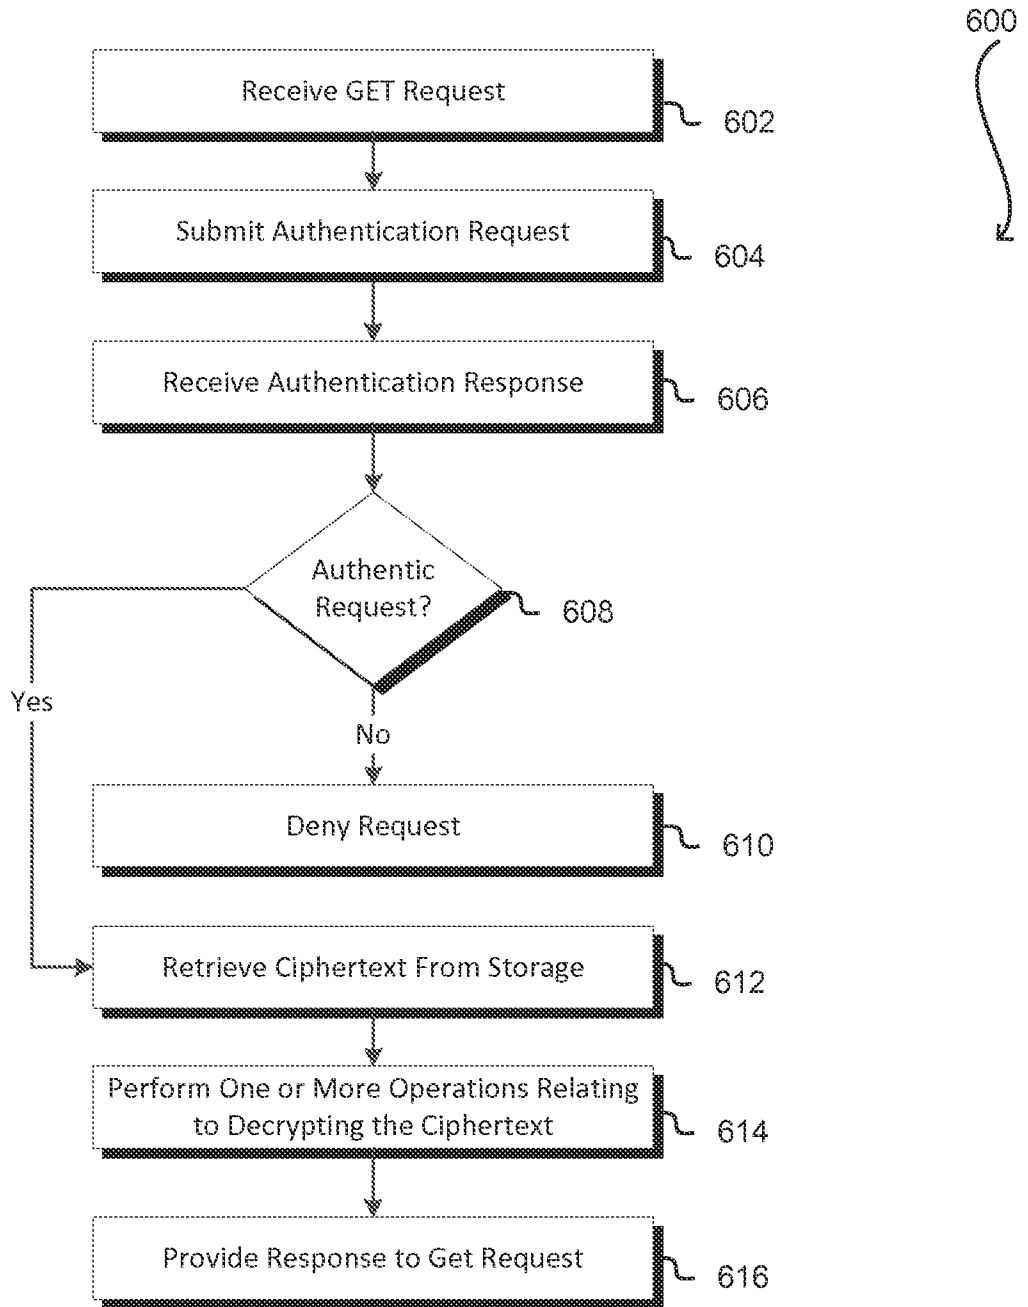 600
Receive GET Request
602
Submit Authentication Request
604
Receive Authentication Response
606
Authentic
Request?
608
Yes
No
Deny Request
610
Retrieve Ciphertext From Storage
612
Perform One or More Operations Relating
to Decrypting the Ciphertext
614
Provide Response to Get Request
616